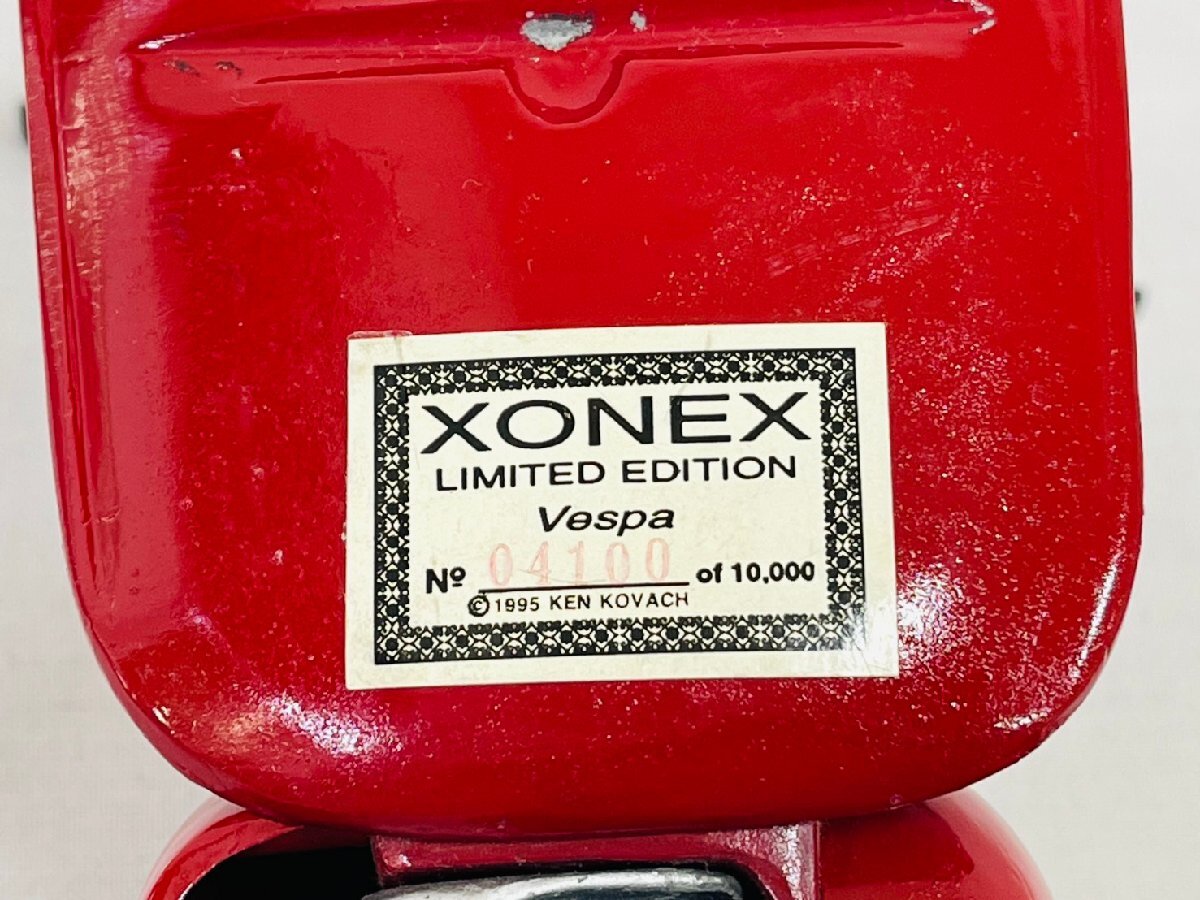 XONEX
LIMITED EDITION
Vespa
Nº 04100 of 10,000
© 1995 KEN KOVACH